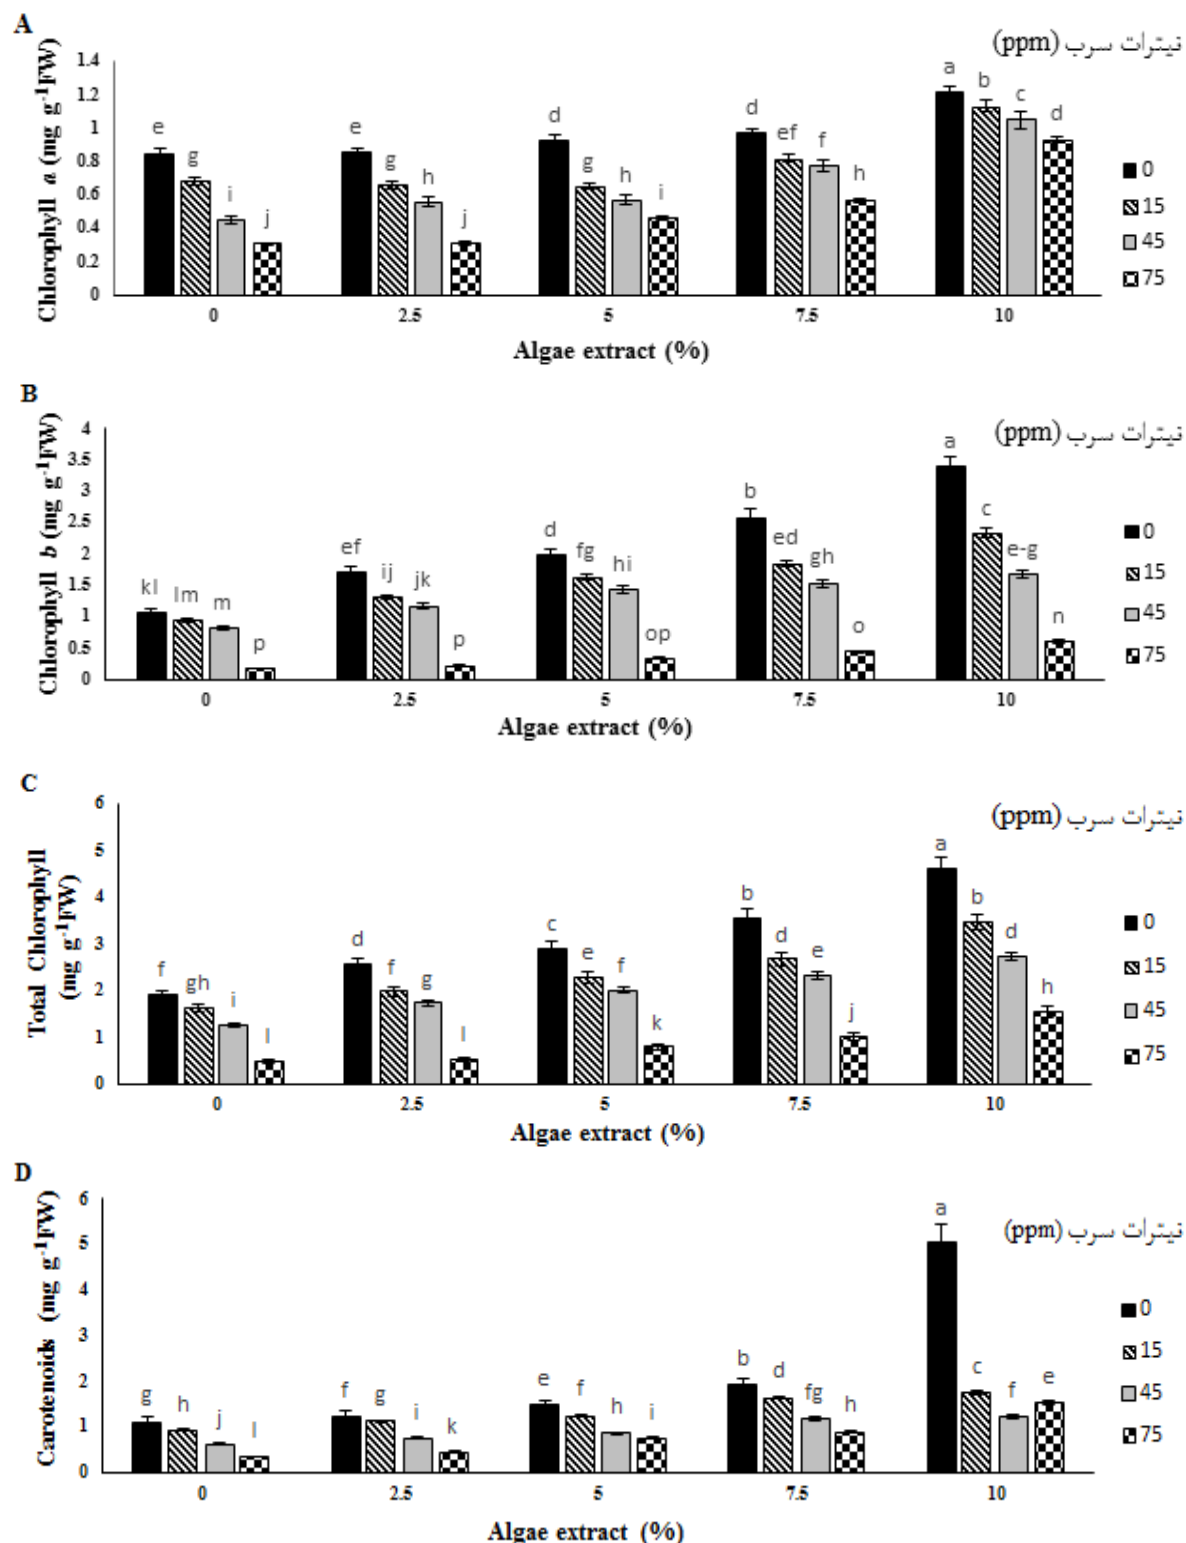 A
نیترات سرب (ppm)
Chlorophyll a (mg g-1FW)
1.4
1.2
1
0.8
0.6
0.4
0.2
0
e g i j
e g h j
d g h i
d ef f h
a b c d
0
15
45
75
0 2.5 5 7.5 10
Algae extract (%)
B
نیترات سرب (ppm)
Chlorophyll b (mg g-1FW)
4
3.5
3
2.5
2
1.5
1
0.5
0
kl lm m p
ef ij jk p
d fg hi op
b ed gh o
a c e-g n
0
15
45
75
0 2.5 5 7.5 10
Algae extract (%)
C
نیترات سرب (ppm)
Total Chlorophyll
(mg g-1FW)
6
5
4
3
2
1
0
f gh i l
d f g l
c e f k
b d e j
a b d h
0
15
45
75
0 2.5 5 7.5 10
Algae extract (%)
D
نیترات سرب (ppm)
Carotenoids (mg g-1FW)
6
5
4
3
2
1
0
g h j l
f g i k
e f h i
b d fg h
a c f e
0
15
45
75
0 2.5 5 7.5 10
Algae extract (%)